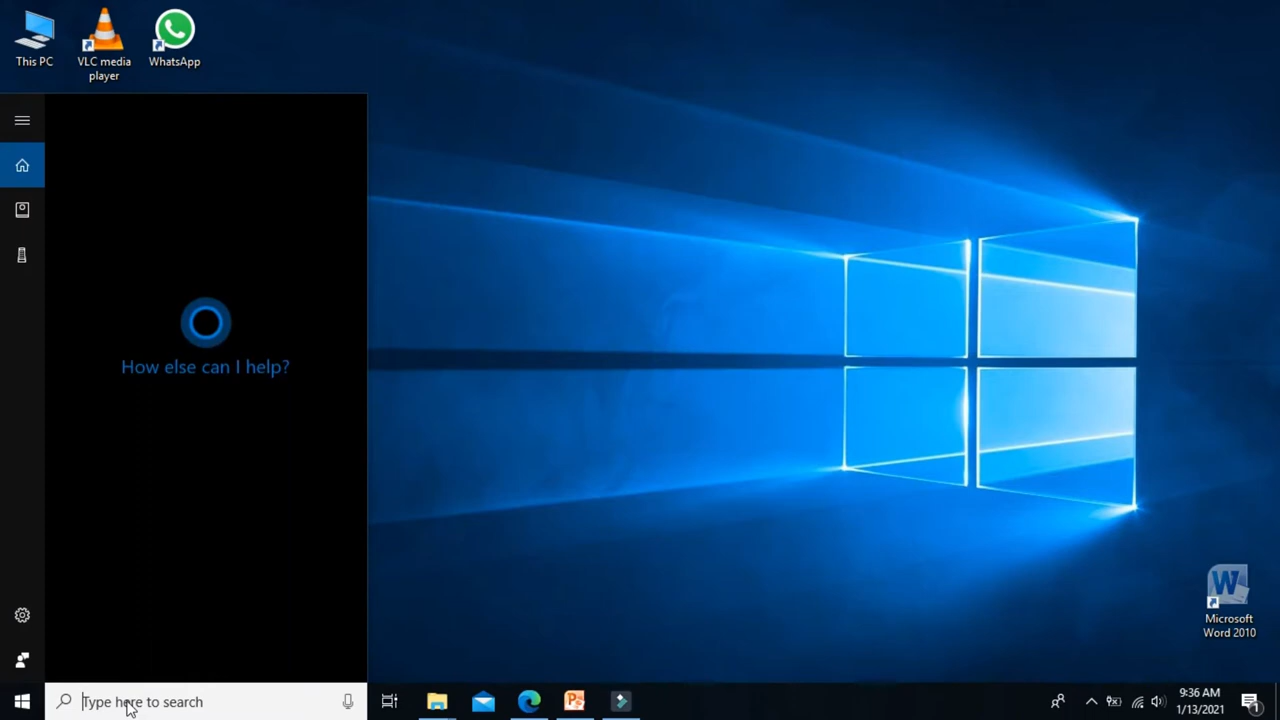 This PC
VLC media
player
WhatsApp
How else can I help?
Microsoft
Word 2010
Type here to search
9:36 AM
1/13/2021
1